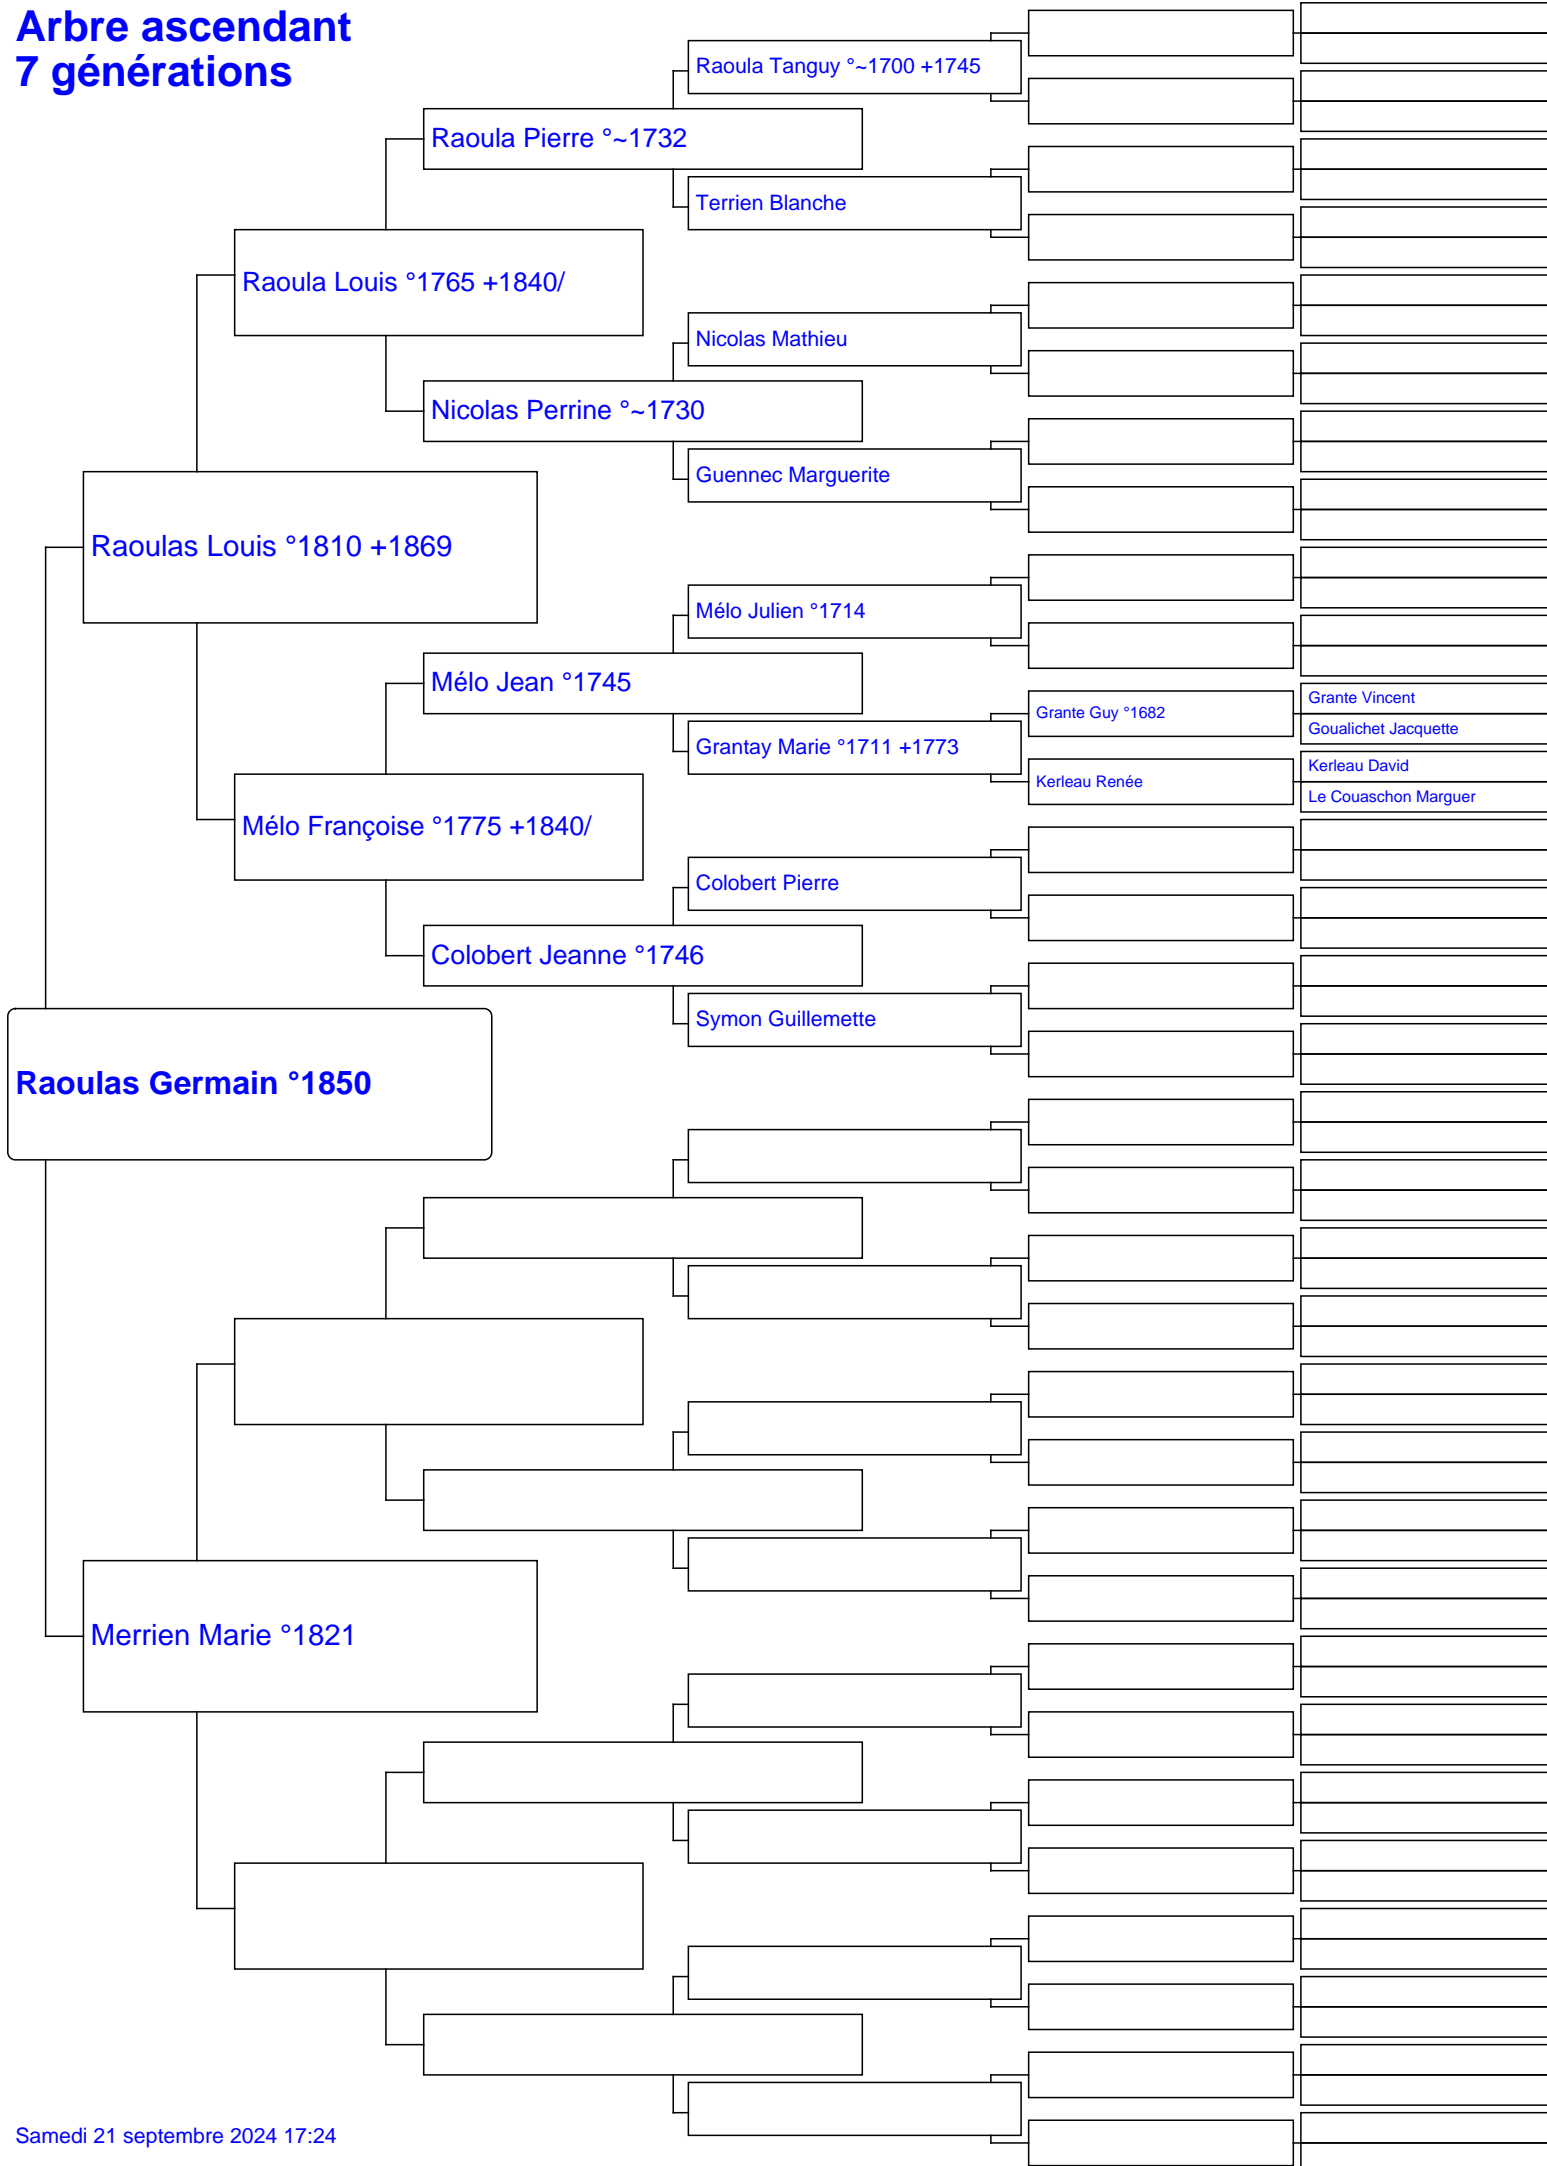 Arbre ascendant
7 générations
Raoula Tanguy °~1700 +1745
Raoula Pierre °~1732
Terrien Blanche
Raoula Louis °1765 +1840/
Nicolas Mathieu
Nicolas Perrine °~1730
Guennec Marguerite
Raoulas Louis °1810 +1869
Mélo Julien °1714
Mélo Jean °1745
Grante Vincent
Grante Guy °1682
Goualichet Jacquette
Grantay Marie °1711 +1773
Kerleau David
Kerleau Renée
Le Couaschon Marguer
Mélo Françoise °1775 +1840/
Colobert Pierre
Colobert Jeanne °1746
Symon Guillemette
Raoulas Germain °1850
Merrien Marie °1821
Samedi 21 septembre 2024 17:24